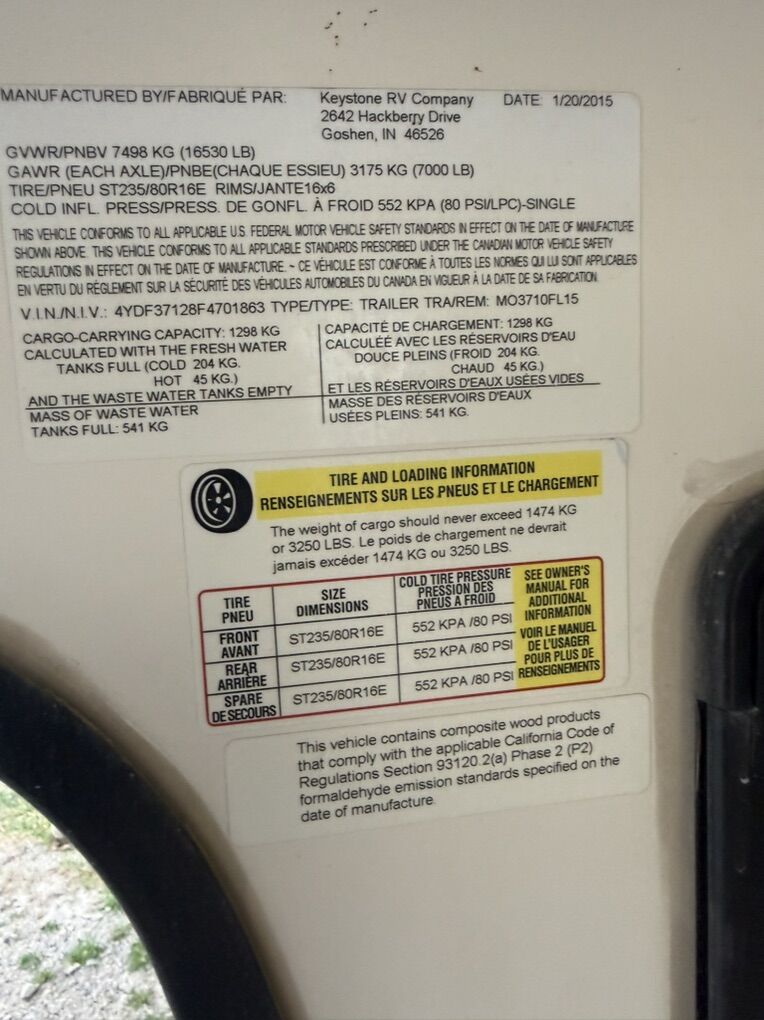 MANUFACTURED BY/FABRIQUÉ PAR: Keystone RV Company DATE 1/20/2015
2642 Hackberry Drive
Goshen, IN 46526
GVWR/PNBV 7498 KG (16530 LB)
GAWR (EACH AXLE)/PNBE(CHAQUE ESSIEU) 3175 KG (7000 LB)
TIRE/PNEU ST235/80R16E RIMS/JANTE16x6
COLD INFL. PRESS/PRESS. DE GONFL. À FROID 552 KPA (80 PSI/LPC)-SINGLE
THIS VEHICLE CONFORMS TO ALL APPLICABLE U.S. FEDERAL MOTOR VEHICLE SAFETY STANDARDS IN EFFECT ON THE DATE OF MANUFACTURE
SHOWN ABOVE. THIS VEHICLE CONFORMS TO ALL APPLICABLE STANDARDS PRESCRIBED UNDER THE CANADIAN MOTOR VEHICLE SAFETY
REGULATIONS IN EFFECT ON THE DATE OF MANUFACTURE. ~ CE VÉHICULE EST CONFORME À TOUTES LES NORMES QUI LUI SONT APPLICABLES
EN VERTU DU RÈGLEMENT SUR LA SÉCURITÉ DES VÉHICULES AUTOMOBILES DU CANADA EN VIGUEUR À LA DATE DE SA FABRICATION.
V.I.N./N.I.V.: 4YDF37128F4701863 TYPE/TYPE: TRAILER TRA/REM: MO3710FL15
CARGO-CARRYING CAPACITY: 1298 KG
CALCULATED WITH THE FRESH WATER
TANKS FULL (COLD 204 KG.
HOT 45 KG.)
AND THE WASTE WATER TANKS EMPTY
MASS OF WASTE WATER
TANKS FULL: 541 KG
CAPACITÉ DE CHARGEMENT: 1298 KG
CALCULÉE AVEC LES RÉSERVOIRS D'EAU
DOUCE PLEINS (FROID 204 KG.
CHAUD 45 KG.)
ET LES RÉSERVOIRS D'EAUX USÉES VIDES
MASSE DES RÉSERVOIRS D'EAUX
USÉES PLEINS: 541 KG.
TIRE AND LOADING INFORMATION
RENSEIGNEMENTS SUR LES PNEUS ET LE CHARGEMENT
The weight of cargo should never exceed 1474 KG
or 3250 LBS. Le poids de chargement ne devrait
jamais excéder 1474 KG ou 3250 LBS.
TIRE
PNEU
SIZE
DIMENSIONS
COLD TIRE PRESSURE
PRESSION DES
PNEUS A FROID
FRONT
AVANT
ST235/80R16E
552 KPA /80 PSI
REAR
ARRIÈRE
ST235/80R16E
552 KPA /80 PSI
SPARE
DE SECOURS
ST235/80R16E
552 KPA /80 PSI
SEE OWNER'S
MANUAL FOR
ADDITIONAL
INFORMATION
VOIR LE MANUEL
DE L'USAGER
POUR PLUS DE
RENSEIGNEMENTS
This vehicle contains composite wood products
that comply with the applicable California Code of
Regulations Section 93120.2(a) Phase 2 (P2)
formaldehyde emission standards specified on the
date of manufacture.